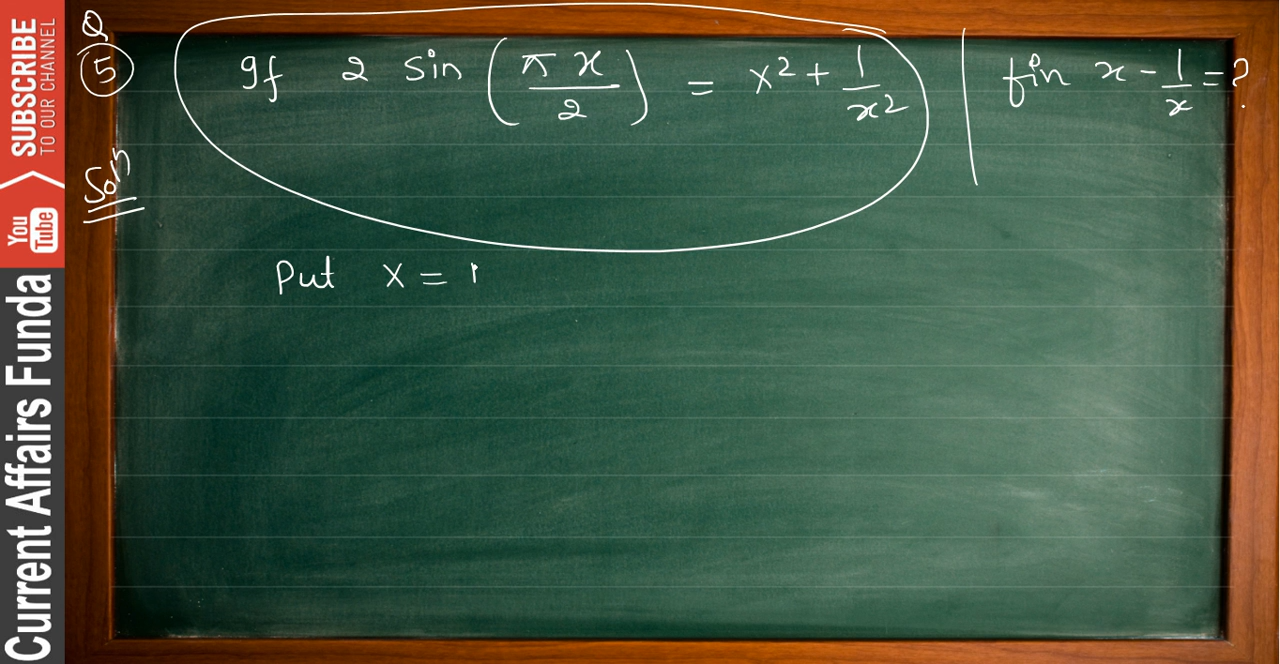 Q
5
If 2 sin (πx/2) = x² + 1/x² | fin x - 1/x = ?
Soln
Put x = 1
SUBSCRIBE
TO OUR CHANNEL
You
Tube
Current Affairs Funda